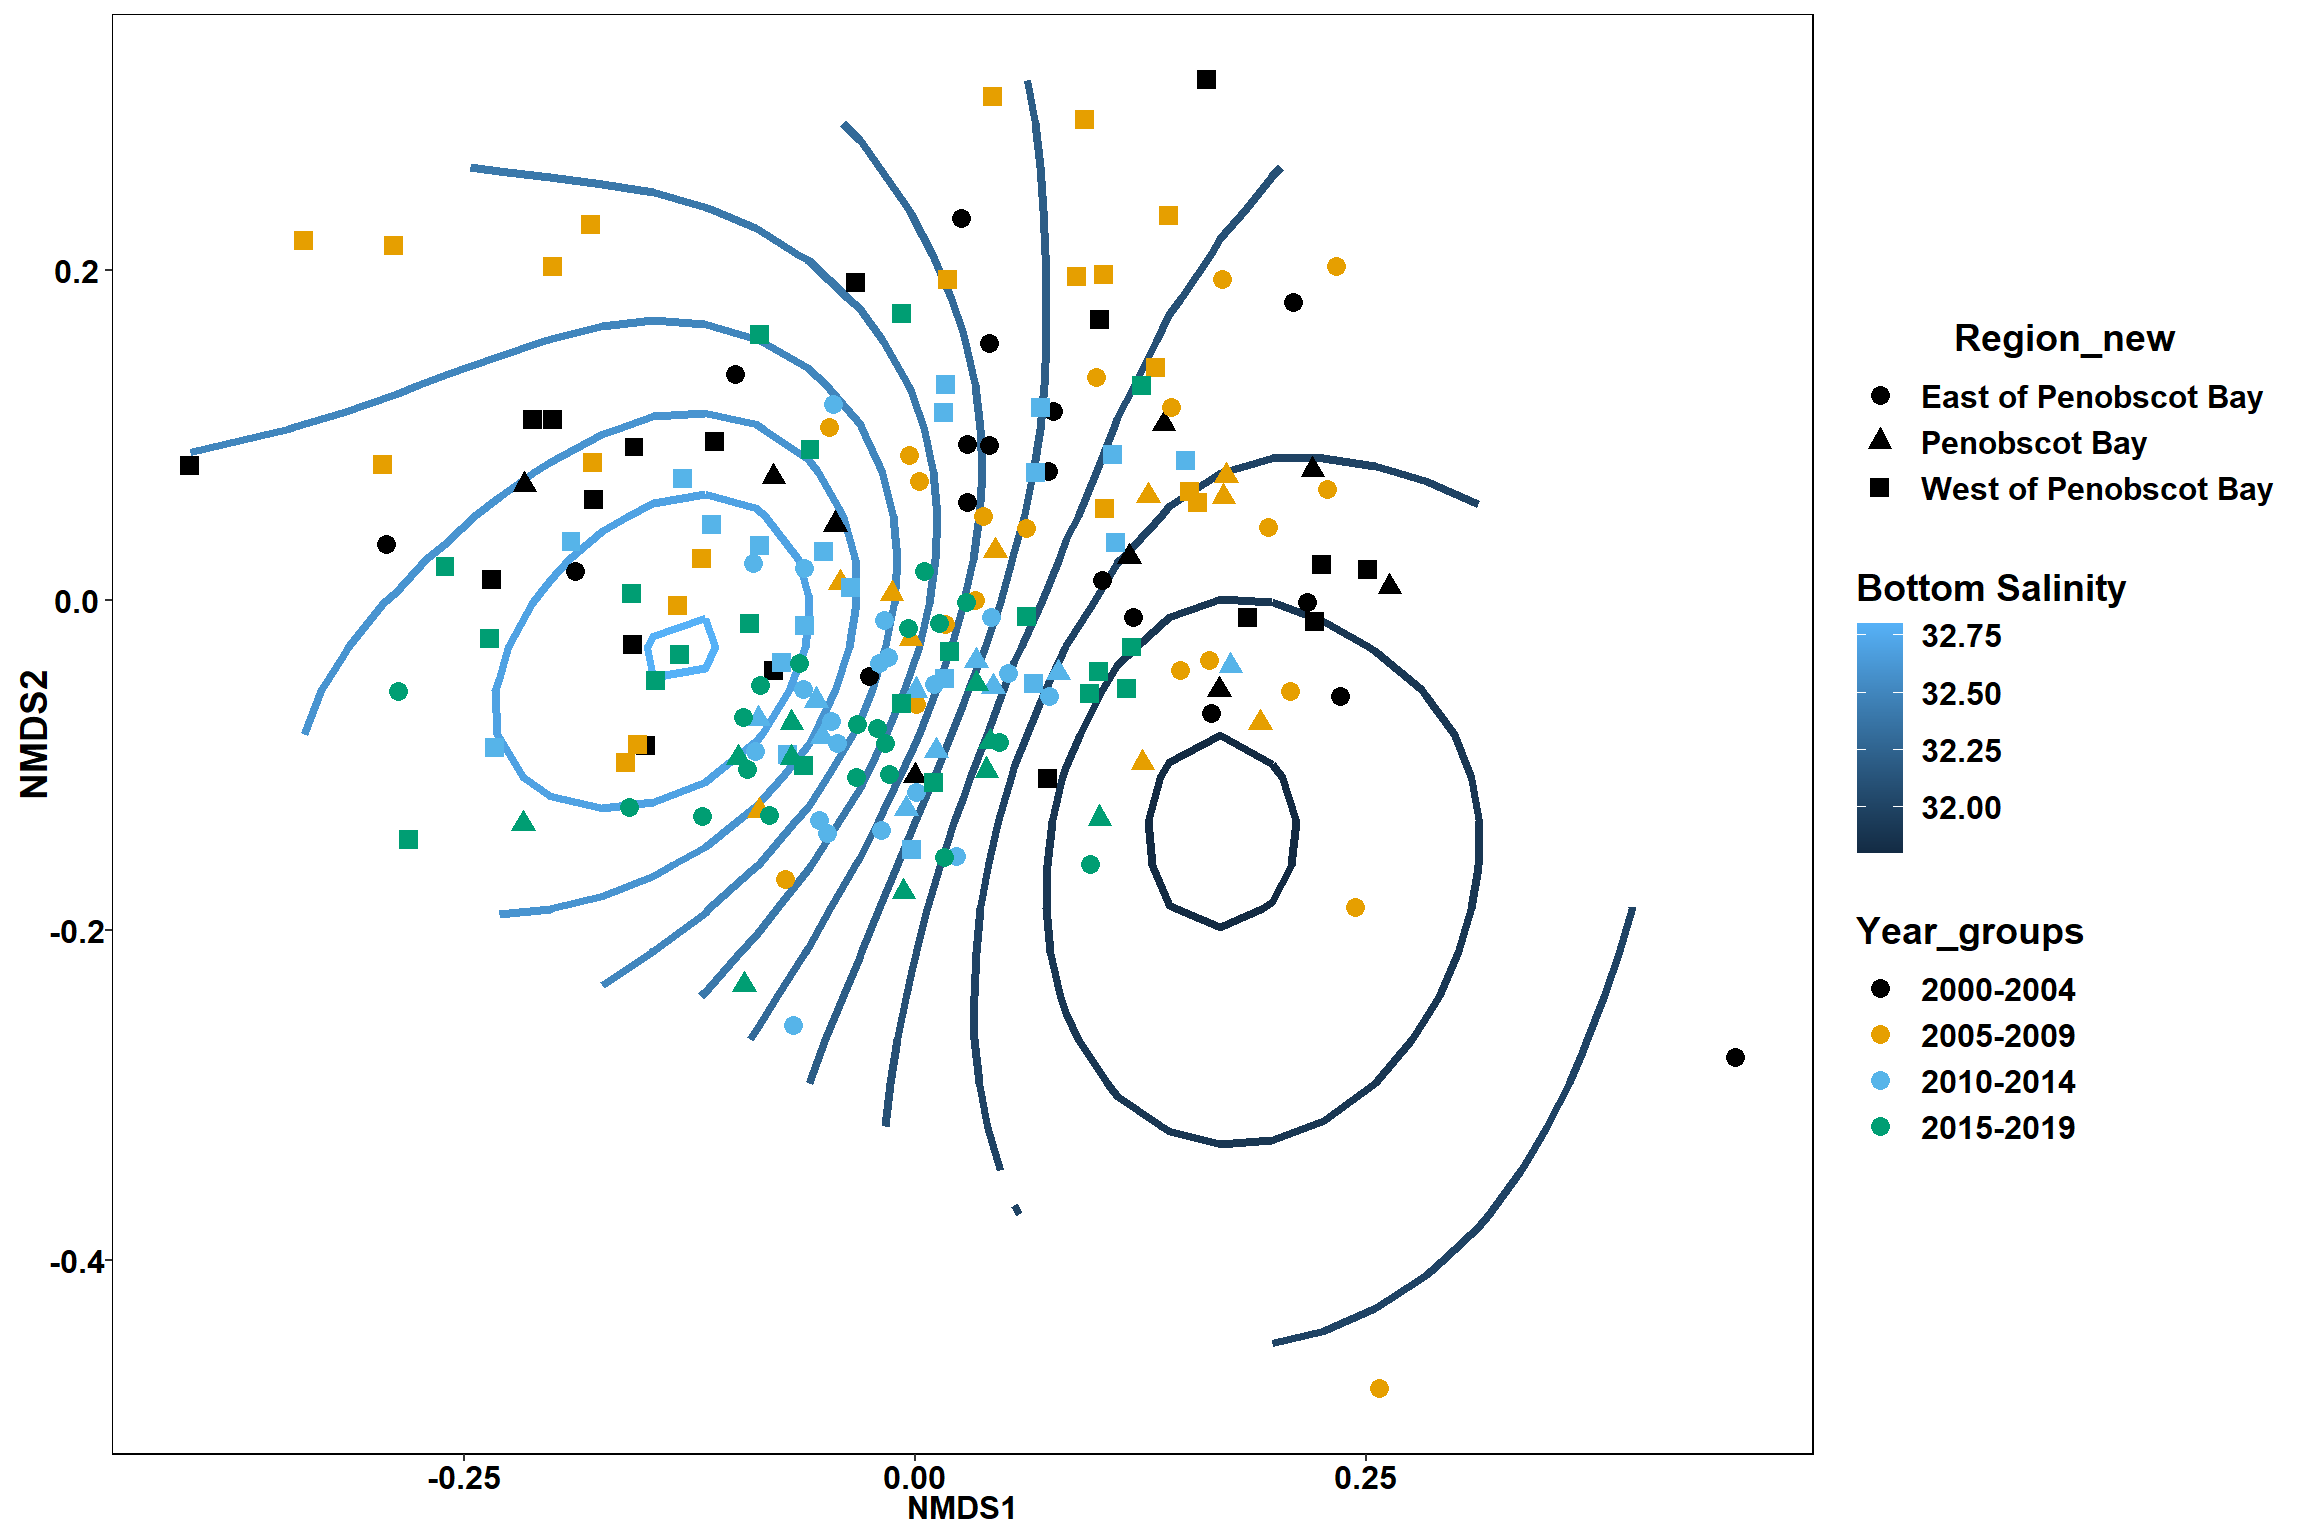 0.2
0.0
-0.2
-0.4
NMDS2
-0.25
0.00
0.25
NMDS1
Region_new
East of Penobscot Bay
Penobscot Bay
West of Penobscot Bay
Bottom Salinity
32.75
32.50
32.25
32.00
Year_groups
2000-2004
2005-2009
2010-2014
2015-2019